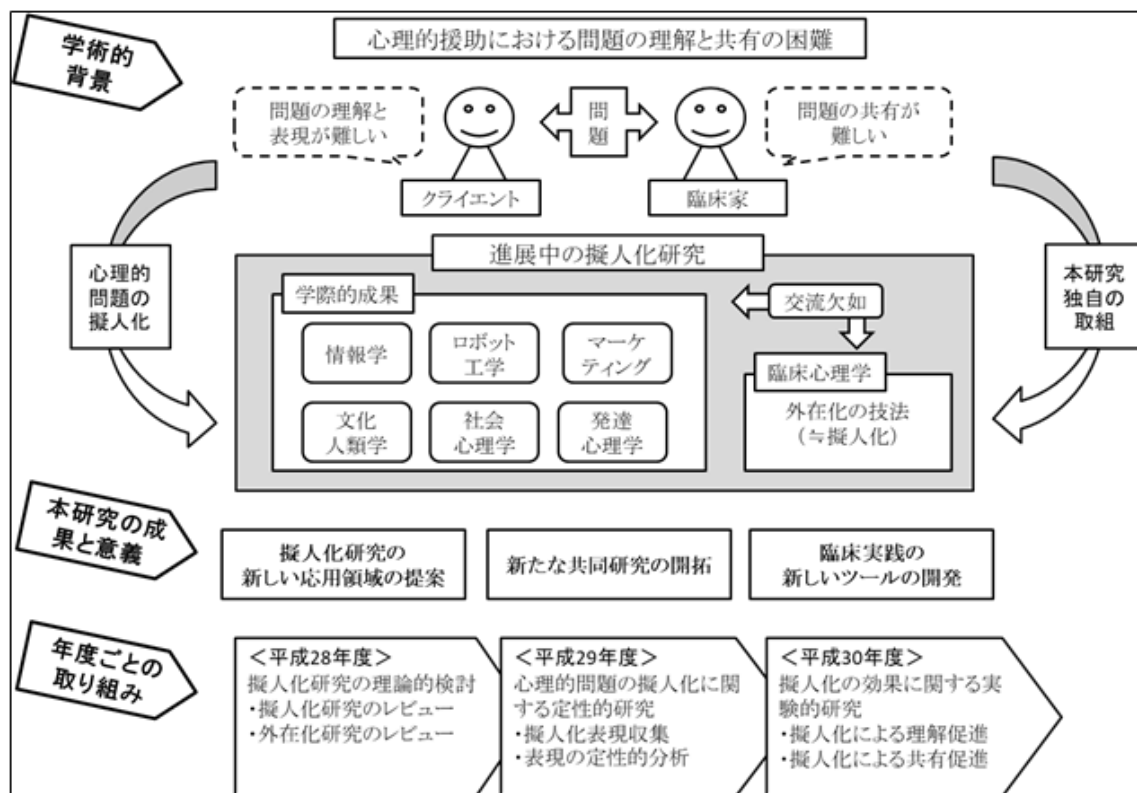 学術的
背景
心理的援助における問題の理解と共有の困難
問題の理解と
表現が難しい
問
題
問題の共有が
難しい
クライエント
臨床家
心理的
問題の
擬人化
進展中の擬人化研究
本研究
独自の
取組
学際的成果
交流欠如
情報学
ロボット
工学
マーケ
ティング
文化
人類学
社会
心理学
発達
心理学
臨床心理学
外在化の技法
(≒擬人化)
本研究の成
果と意義
擬人化研究の
新しい応用領域の提案
新たな共同研究の開拓
臨床実践の
新しいツールの開発
年度ごとの
取り組み
＜平成28年度＞
擬人化研究の理論的検討
・擬人化研究のレビュー
・外在化研究のレビュー
＜平成29年度＞
心理的問題の擬人化に関
する定性的研究
・擬人化表現収集
・表現の定性的分析
＜平成30年度＞
擬人化の効果に関する実
験的研究
・擬人化による理解促進
・擬人化による共有促進